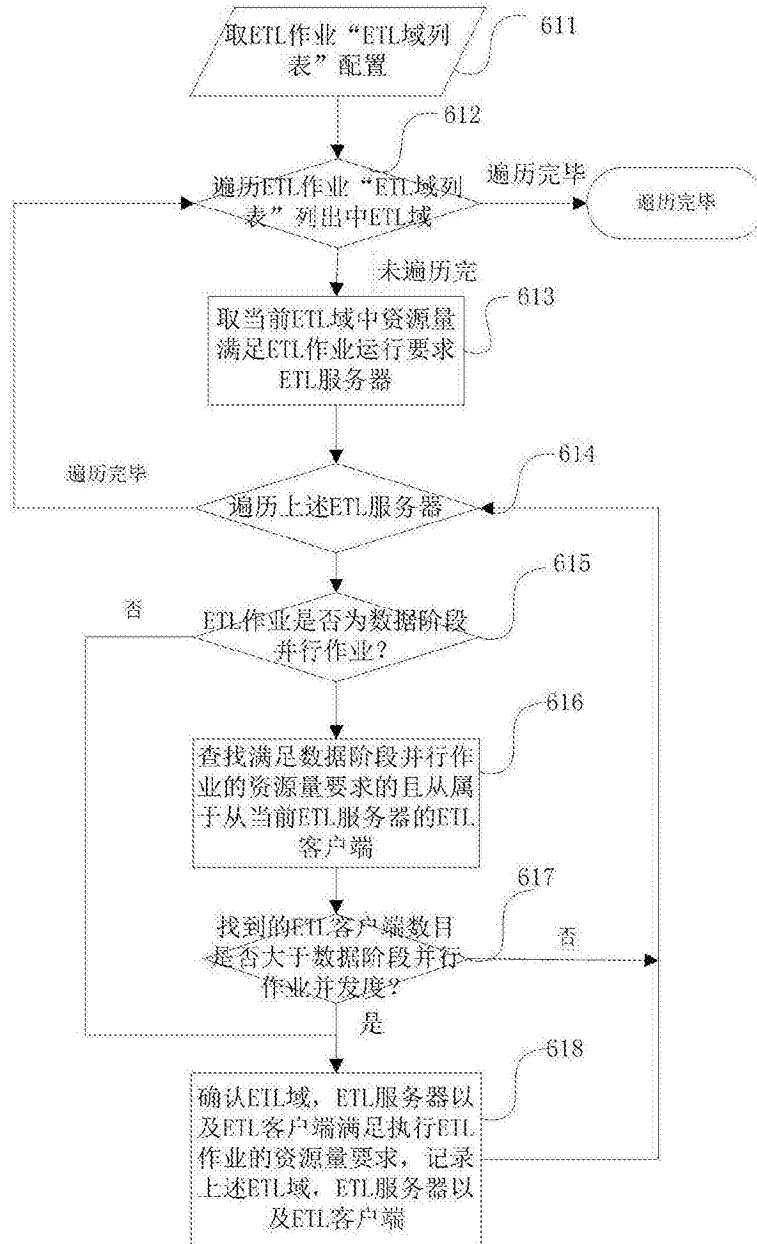 取ETL作业“ETL域列
表”配置
611
612
遍历ETL作业“ETL域列
表”列出中ETL域
遍历完毕
遍历完毕
未遍历完
613
取当前ETL域中资源量
满足ETL作业运行要求
ETL服务器
遍历完毕
614
遍历上述ETL服务器
615
否
ETL作业是否为数据阶段
并行作业？
616
查找满足数据阶段并行作
业的资源量要求的且从属
于从当前ETL服务器的ETL
客户端
617
找到的ETL客户端数目
是否大于数据阶段并行
作业并发度？
否
是
618
确认ETL域，ETL服务器以
及ETL客户端满足执行ETL
作业的资源量要求，记录
上述ETL域，ETL服务器以
及ETL客户端